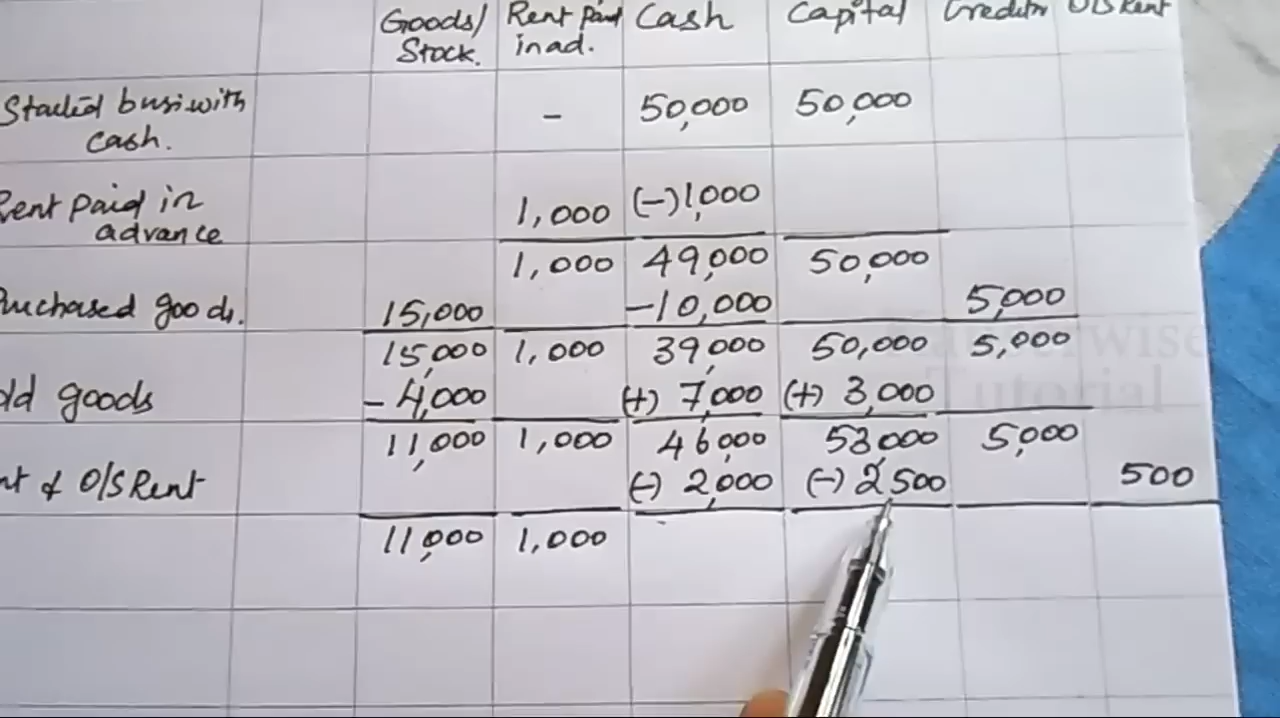 Goods/ Rent paid Cash Capital Creditor O/S Rent
Stock. in ad.
Started busi with - 50,000 50,000
cash.
Rent paid in 1,000 (-) 1,000
advance
1,000 49,000 50,000
Purchased goods. 15,000 -10,000 5,000
15,000 1,000 39,000 50,000 5,000
old goods - 4,000 (+) 7,000 (+) 3,000
11,000 1,000 46,000 53,000 5,000
nt & O/S Rent (-) 2,000 (-) 2,500 500
11,000 1,000
Tutorial